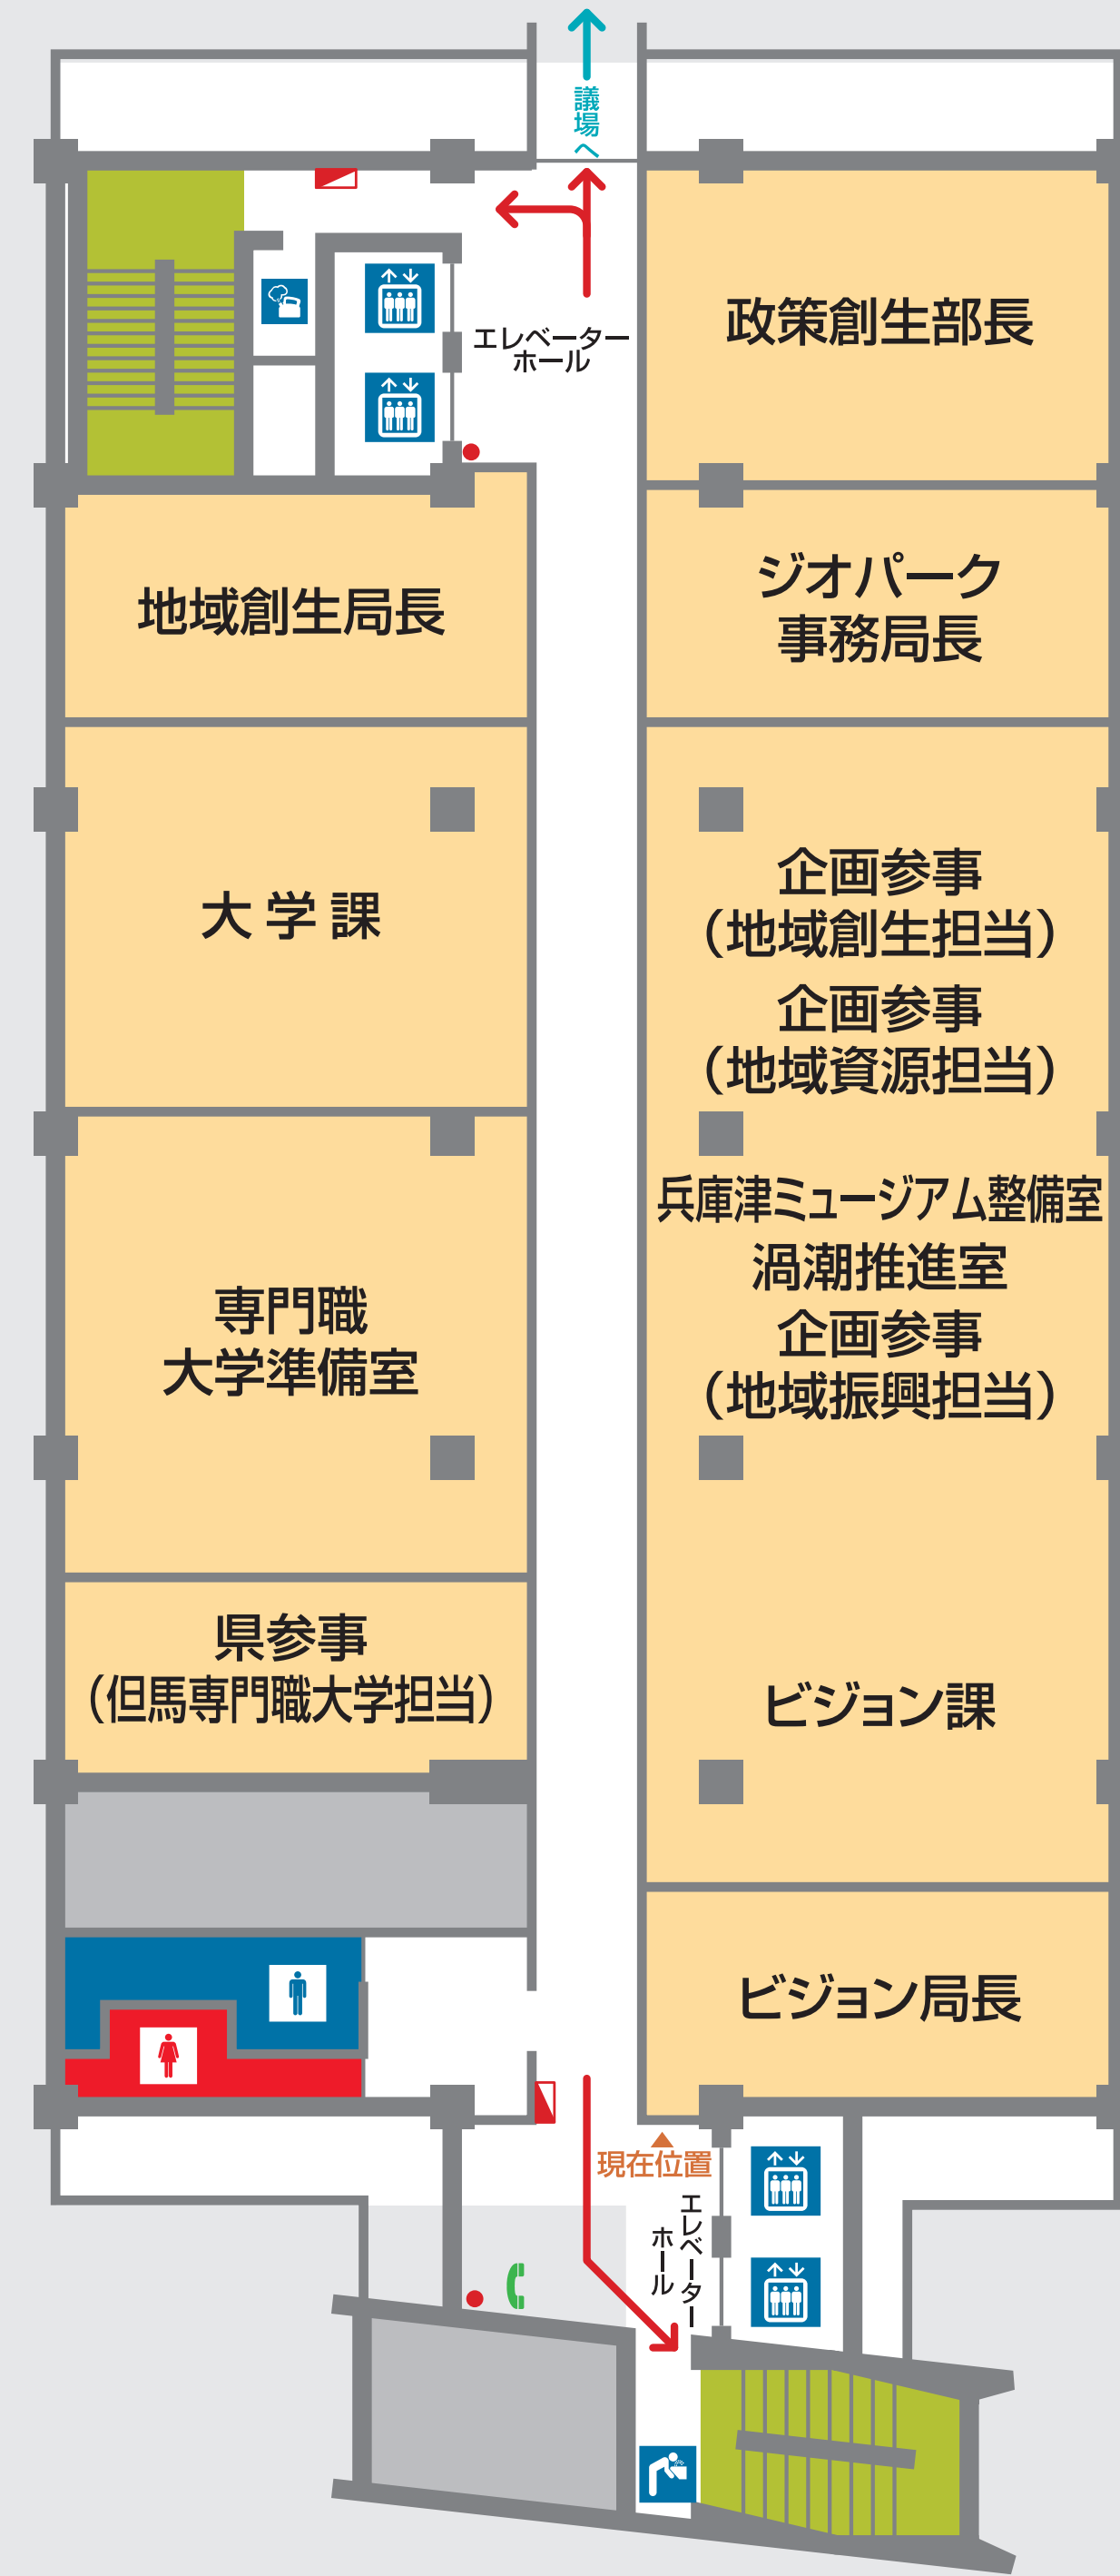 議場へ
エレベーター
ホール
政策創生部長
地域創生局長
ジオパーク
事務局長
大学課
企画参事
（地域創生担当）
企画参事
（地域資源担当）
兵庫津ミュージアム整備室
渦潮推進室
企画参事
（地域振興担当）
専門職
大学準備室
県参事
（但馬専門職大学担当）
ビジョン課
ビジョン局長
現在位置
エレベーター
ホール